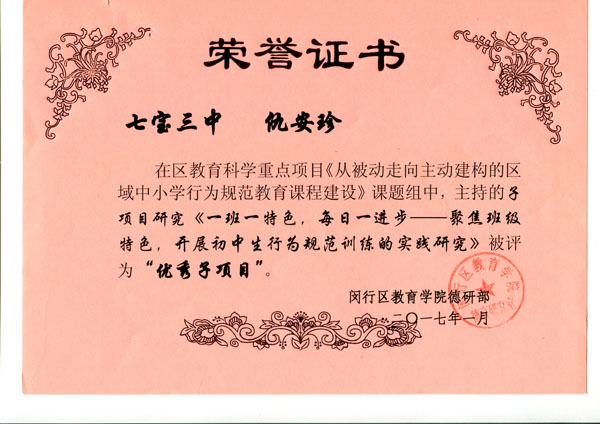 荣誉证书
七宝三中 仇安珍
在区教育科学重点项目《从被动走向主动建构的区
域中小学行为规范教育课程建设》课题组中，主持的子
项目研究《一班一特色，每日一进步——聚焦班级
特色，开展初中生行为规范训练的实践研究》被评
为“优秀子项目”。
闵行区教育学院德研部
二〇一七年一月
闵行区教育学院